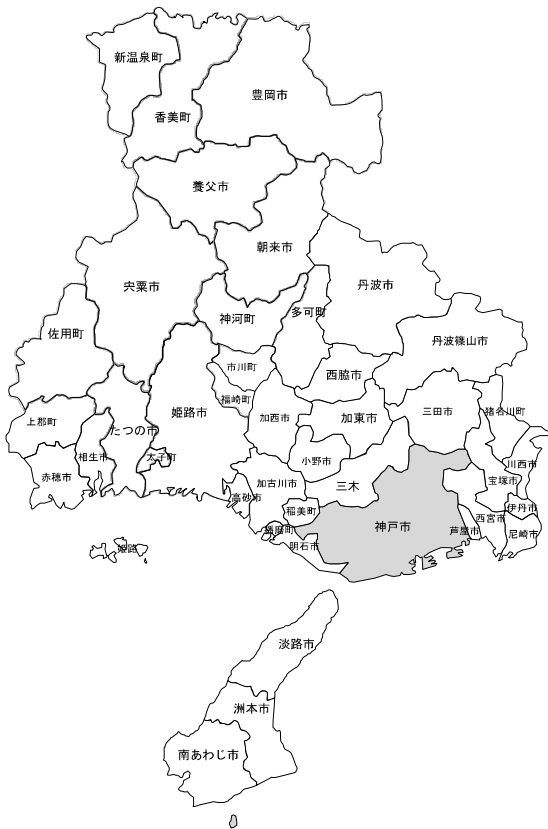 新温泉町
豊岡市
香美町
養父市
朝来市
宍粟市
丹波市
神河町
多可町
佐用町
丹波篠山市
市川町
西脇市
福崎町
姫路市
加西市
加東市
三田市
猪名川町
上郡町
たつの市
相生市
太子町
小野市
川西市
赤穂市
加古川市
三木
宝塚市
高砂市
稲美町
伊丹市
神戸市
西宮市
播磨町
芦屋市
尼崎市
明石市
姫路
淡路市
洲本市
南あわじ市